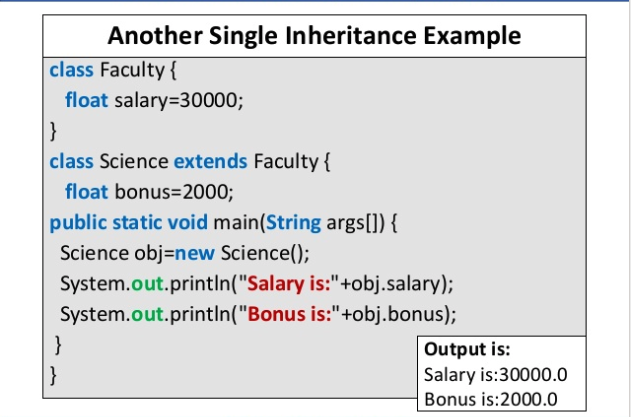 Another Single Inheritance Example
class Faculty {
float salary=30000;
}
class Science extends Faculty {
float bonus=2000;
public static void main(String args[]) {
Science obj=new Science();
System.out.println("Salary is:"+obj.salary);
System.out.println("Bonus is:"+obj.bonus);
}
}
Output is:
Salary is:30000.0
Bonus is:2000.0